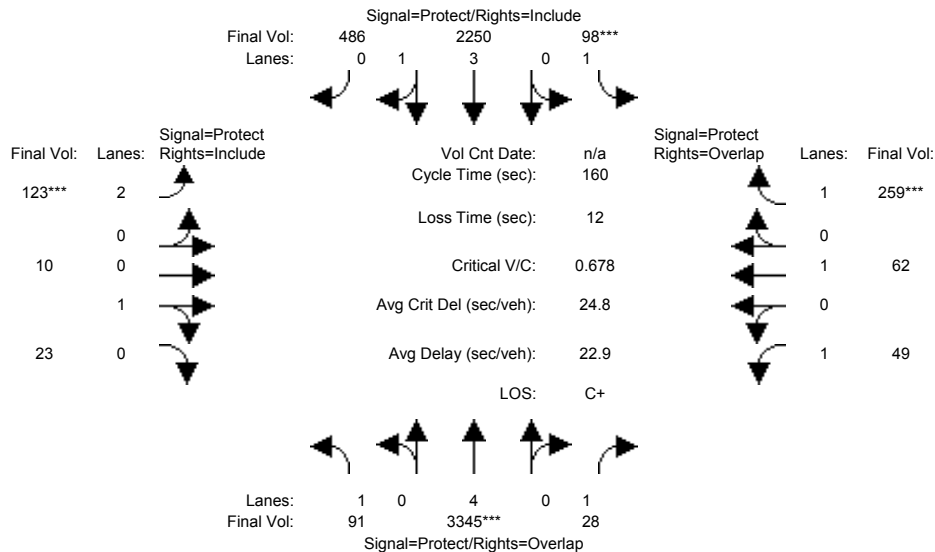 Signal=Protect/Rights=Include
Final Vol: 486 2250 98***
Lanes: 0 1 3 0 1
Signal=Protect Signal=Protect
Final Vol: Lanes: Rights=Include Vol Cnt Date: n/a Rights=Overlap Lanes: Final Vol:
Cycle Time (sec): 160
123*** 2 1 259***
Loss Time (sec): 12
0 0
10 0 Critical V/C: 0.678 1 62
1 Avg Crit Del (sec/veh): 24.8 0
23 0 Avg Delay (sec/veh): 22.9 1 49
LOS: C+
Lanes: 1 0 4 0 1
Final Vol: 91 3345*** 28
Signal=Protect/Rights=Overlap